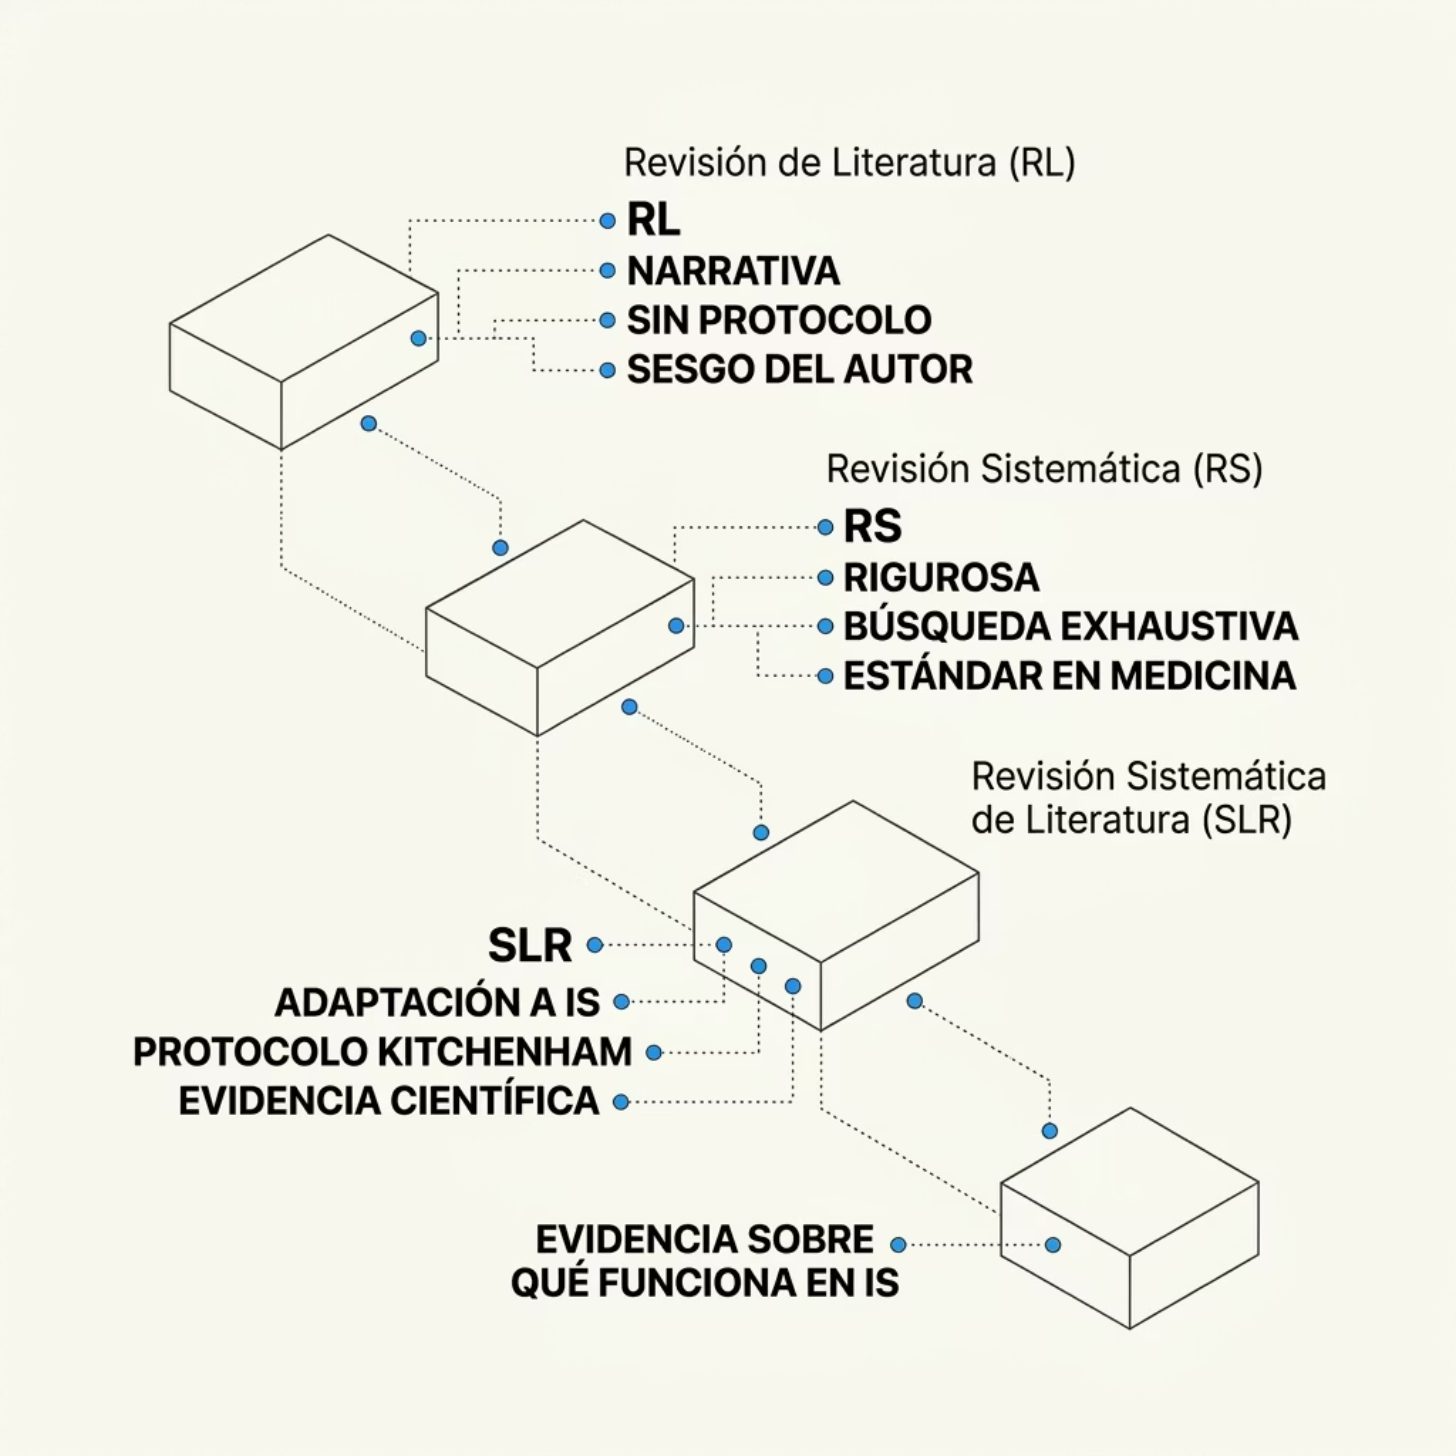 Revisión de Literatura (RL)
RL
NARRATIVA
SIN PROTOCOLO
SESGO DEL AUTOR
Revisión Sistemática (RS)
RS
RIGUROSA
BÚSQUEDA EXHAUSTIVA
ESTÁNDAR EN MEDICINA
Revisión Sistemática
de Literatura (SLR)
SLR
ADAPTACIÓN A IS
PROTOCOLO KITCHENHAM
EVIDENCIA CIENTÍFICA
EVIDENCIA SOBRE
QUÉ FUNCIONA EN IS